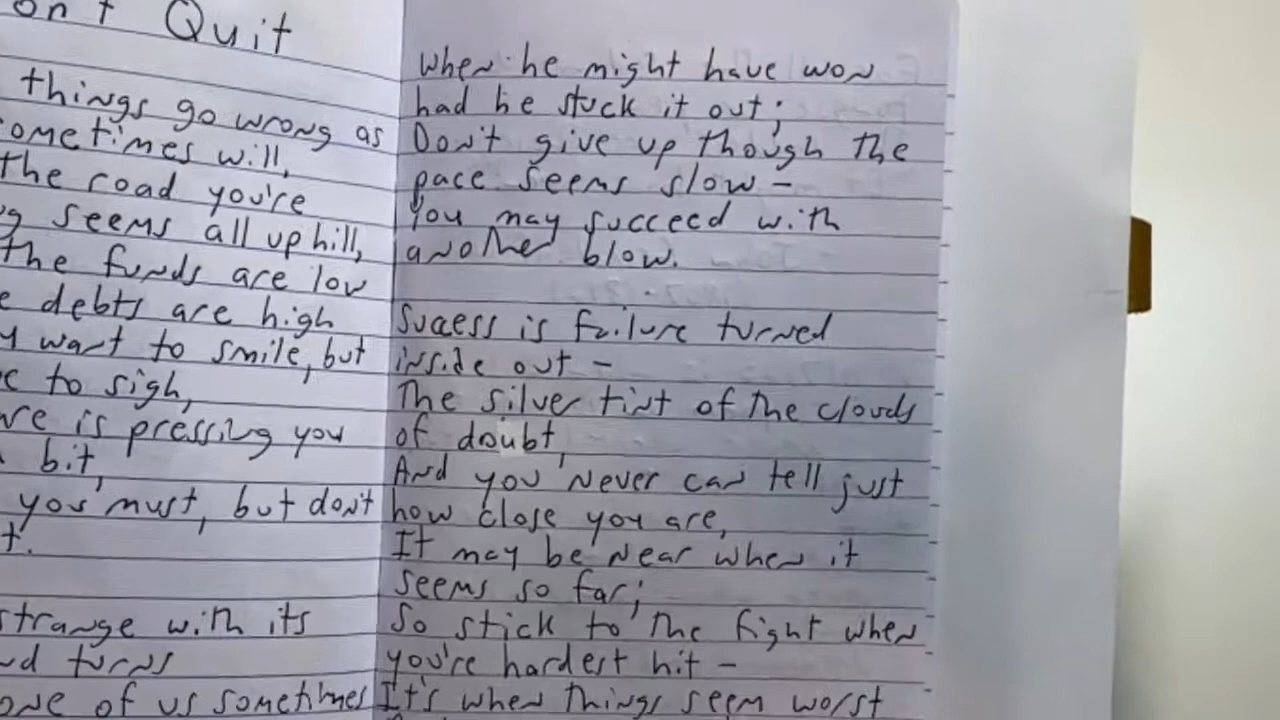 Quit
things go wrong as
sometimes will,
the road you're
seems all up hill,
the funds are low
debts are high
want to smile, but
to sigh,
is pressing you
bit,
you must, but don't
strange with its
turns
one of us sometimes
When he might have won
had he stuck it out;
Don't give up though the
pace seems slow -
You may succeed with
another blow.
Sucess is failure turned
inside out -
The silver tint of the clouds
of doubt,
And you never can tell just
how close you are,
It may be near when it
seems so far;
So stick to the fight when
you're hardest hit -
It's when things seem worst